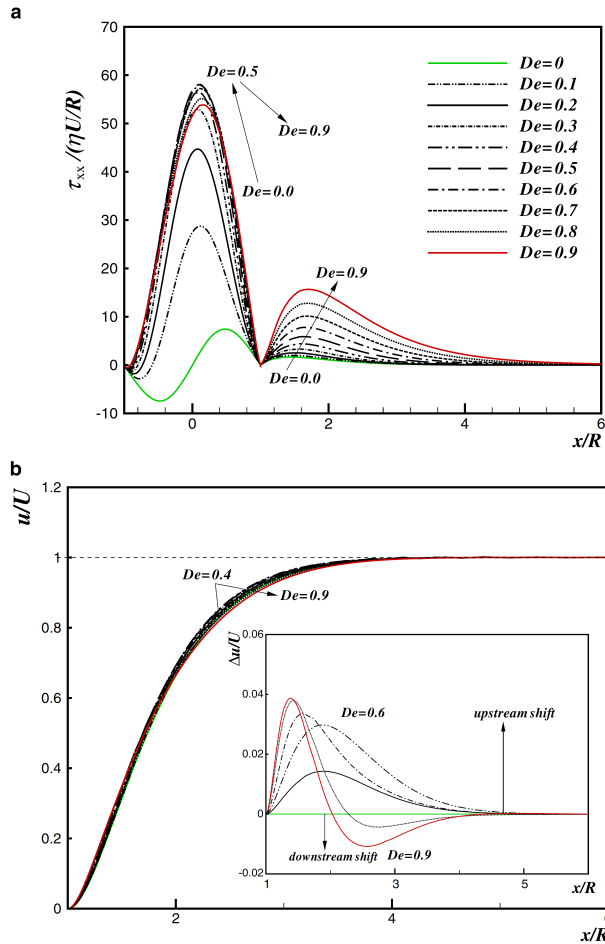 a
70
60
50
40
30
20
10
0
-10
τxx /(ηU/R)
De=0.5
De=0.9
De=0.0
De=0
De=0.1
De=0.2
De=0.3
De=0.4
De=0.5
De=0.6
De=0.7
De=0.8
De=0.9
De=0.9
De=0.0
0 2 4 6
x/R
b
u/U
1.2
1
0.8
0.6
0.4
0.2
0
De=0.4
De=0.9
Δu/U
0.06
0.04
0.02
0
-0.02
De=0.6
upstream shift
downstream shift
De=0.9
1 3 5
x/R
2 4 6
x/R